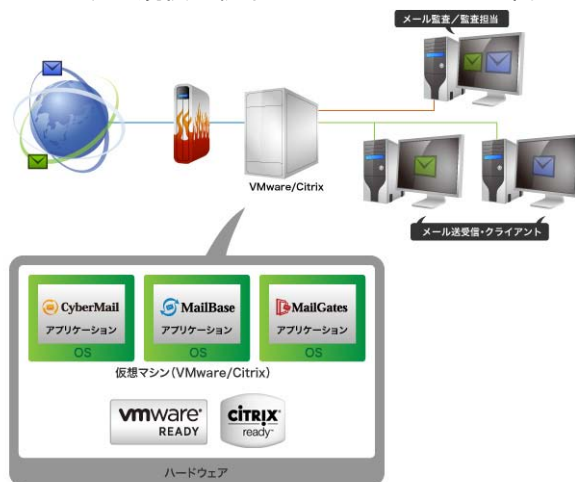 メール監査／監査担当
VMware/Citrix
メール送受信・クライアント
CyberMail
アプリケーション
OS
MailBase
アプリケーション
OS
MailGates
アプリケーション
OS
仮想マシン(VMware/Citrix)
vmware®
READY
CITRIX®
ready™
ハードウェア